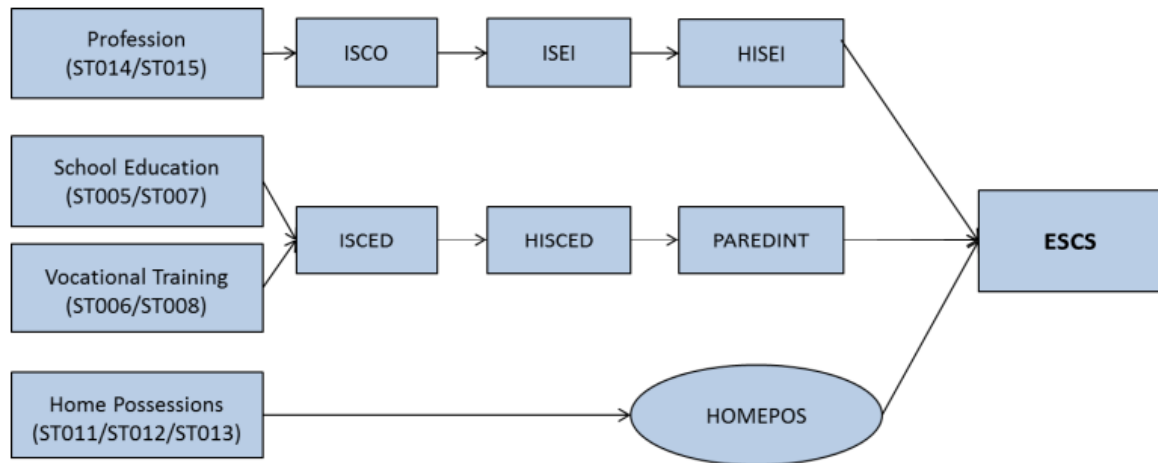 Profession
(ST014/ST015)
ISCO
ISEI
HISEI
School Education
(ST005/ST007)
Vocational Training
(ST006/ST008)
ISCED
HISCED
PAREDINT
ESCS
Home Possessions
(ST011/ST012/ST013)
HOMEPOS